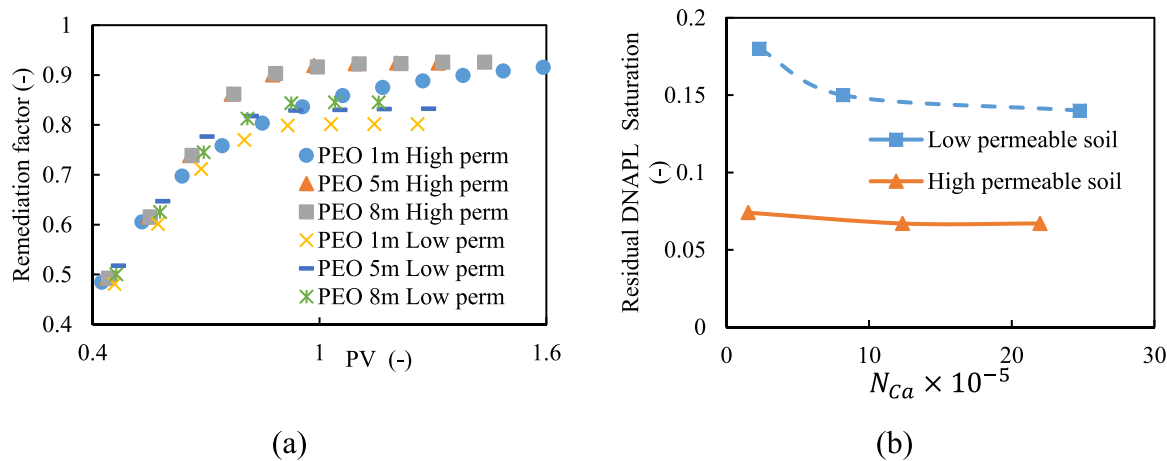 Remediation factor (-)
1
0.9
0.8
0.7
0.6
0.5
0.4
0.4
1
1.6
PV (-)
PEO 1m High perm
PEO 5m High perm
PEO 8m High perm
PEO 1m Low perm
PEO 5m Low perm
PEO 8m Low perm
(a)
Residual DNAPL Saturation
(-)
0.2
0.15
0.1
0.05
0
0
10
20
30
N_{Ca} × 10^{-5}
Low permeable soil
High permeable soil
(b)